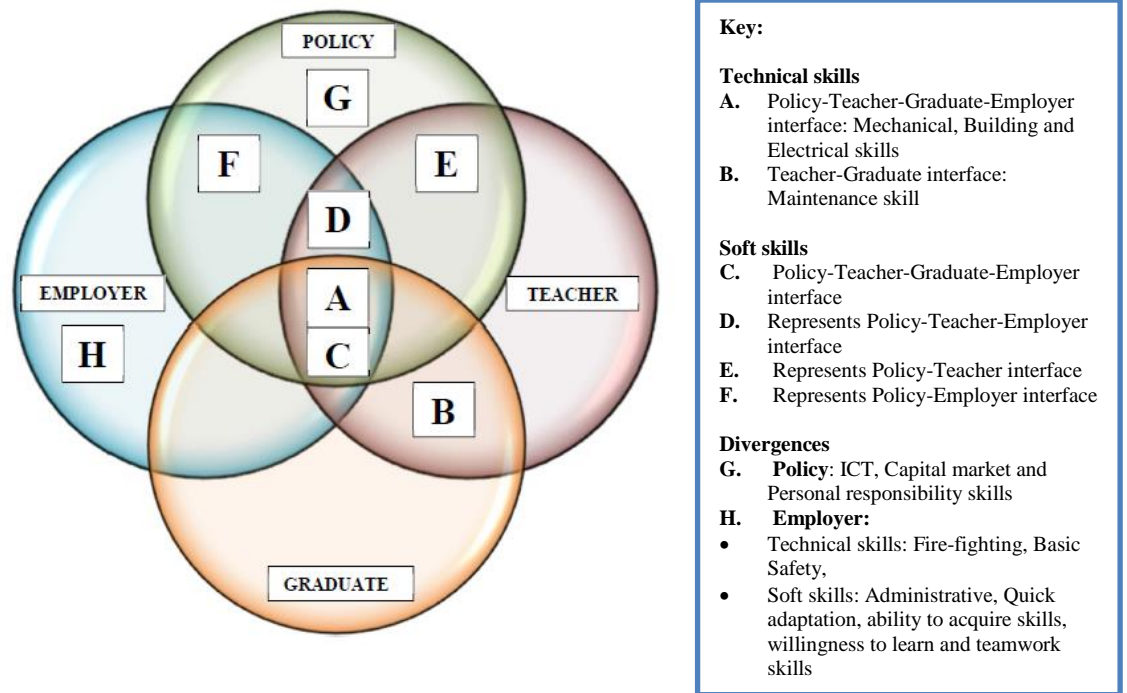 POLICY
G
F
E
D
EMPLOYER
A
TEACHER
H
C
B
GRADUATE
Key:
Technical skills
A. Policy-Teacher-Graduate-Employer
interface: Mechanical, Building and
Electrical skills
B. Teacher-Graduate interface:
Maintenance skill
Soft skills
C. Policy-Teacher-Graduate-Employer
interface
D. Represents Policy-Teacher-Employer
interface
E. Represents Policy-Teacher interface
F. Represents Policy-Employer interface
Divergences
G. Policy: ICT, Capital market and
Personal responsibility skills
H. Employer:
• Technical skills: Fire-fighting, Basic
Safety,
• Soft skills: Administrative, Quick
adaptation, ability to acquire skills,
willingness to learn and teamwork
skills